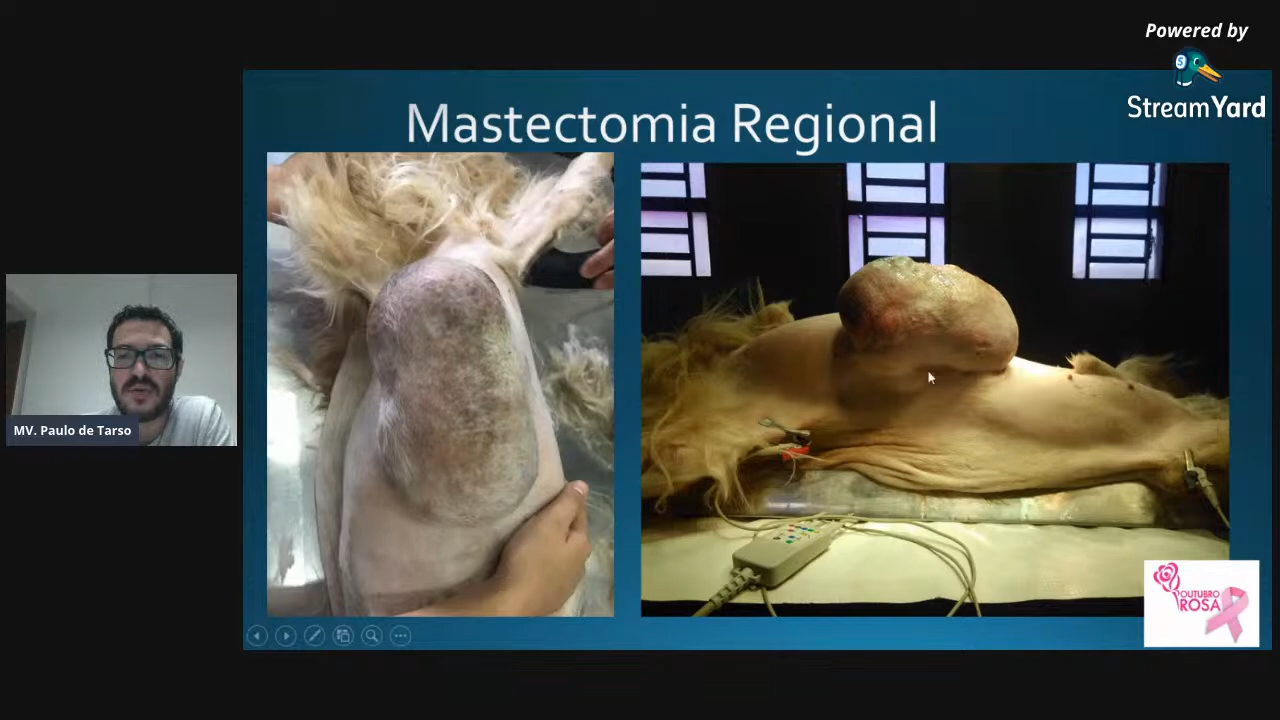 Powered by
StreamYard
Mastectomia Regional
MV. Paulo de Tarso
OUTUBRO
ROSA